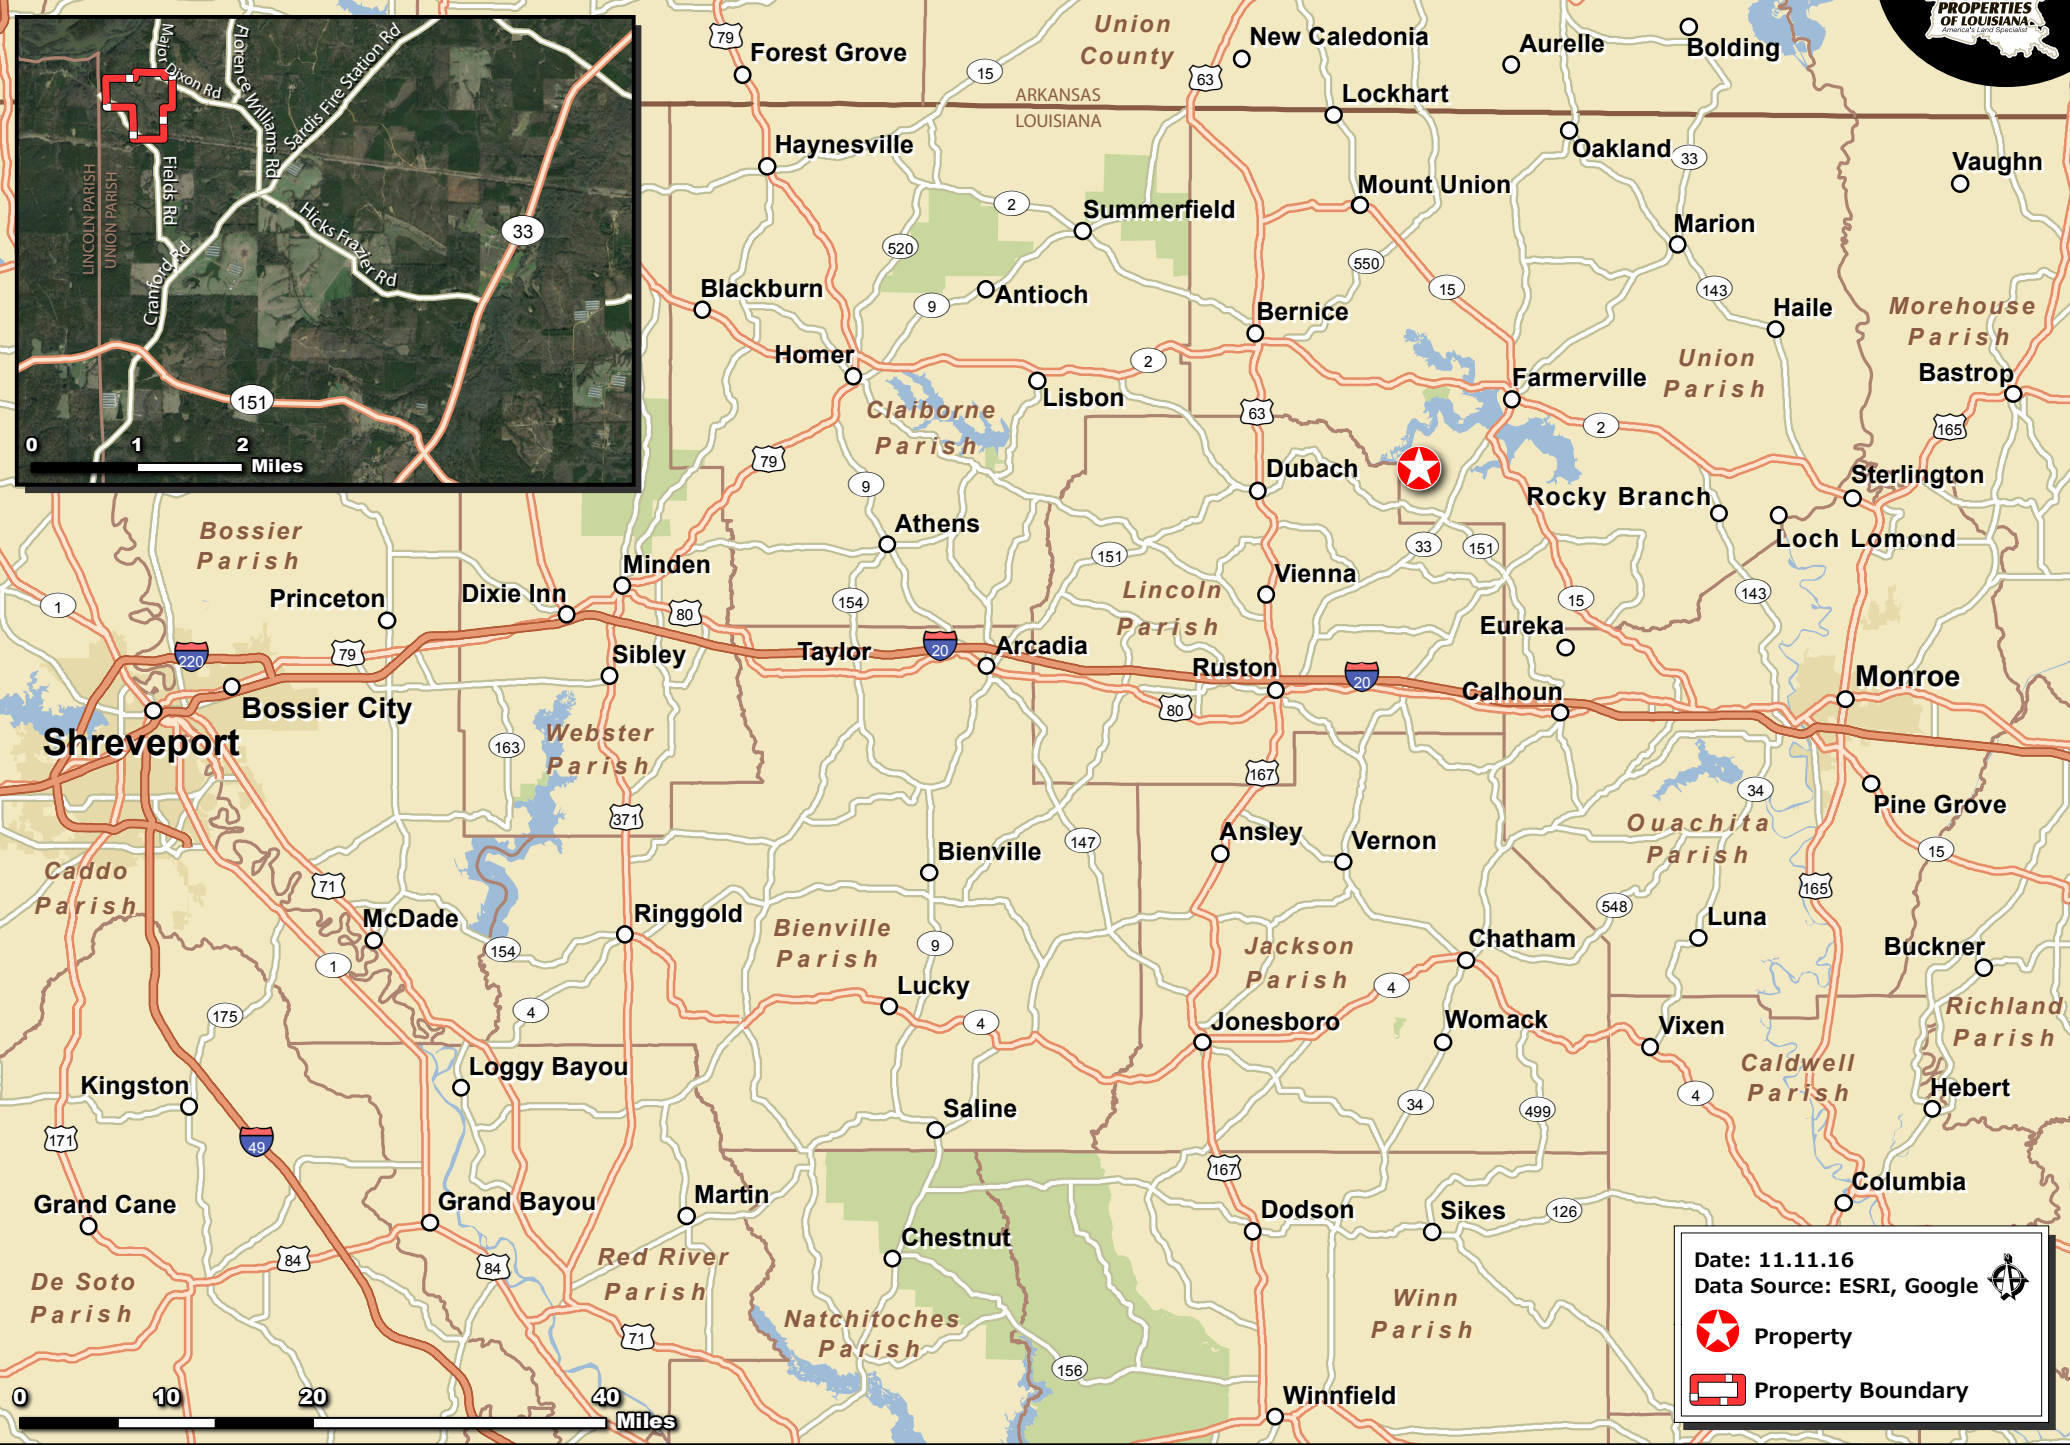 PROPERTIES
OF LOUISIANA
America's Land Specialist
Major Dixon Rd
Florence Williams Rd
Sardis Fire Station Rd
Fields Rd
Hicks Frazier Rd
Cranford Rd
LINCOLN PARISH
UNION PARISH
33
151
0 1 2
Miles
79
Forest Grove
15
Union
County
63
New Caledonia
Aurelle
Bolding
ARKANSAS
LOUISIANA
Lockhart
Haynesville
Oakland
33
Vaughn
2
Summerfield
Mount Union
Marion
520
550
15
143
Blackburn
Antioch
9
Bernice
Haile
Morehouse
Parish
Homer
2
Union
Parish
Lisbon
Farmerville
Bastrop
Claiborne
Parish
63
2
165
79
Dubach
Sterlington
9
Rocky Branch
Athens
Loch Lomond
Bossier
Parish
33
151
151
Minden
Vienna
Princeton
Dixie Inn
Lincoln
Parish
1
80
154
15
143
Eureka
220
79
Sibley
Taylor
20
Arcadia
Ruston
20
Calhoun
Monroe
Bossier City
80
Shreveport
163
Webster
Parish
167
34
Pine Grove
371
Ansley
Vernon
Ouachita
Parish
147
15
Bienville
Caddo
Parish
71
165
McDade
Ringgold
548
Luna
Bienville
Parish
154
9
Jackson
Parish
Chatham
Buckner
1
Lucky
4
175
4
4
Jonesboro
Womack
Vixen
Richland
Parish
Loggy Bayou
Caldwell
Parish
Kingston
Hebert
4
Saline
34
499
171
49
167
Columbia
Grand Cane
Grand Bayou
Martin
Dodson
Sikes
126
Chestnut
84
84
Red River
Parish
De Soto
Parish
Natchitoches
Parish
Winn
Parish
71
156
Winnfield
0 10 20 40
Miles
Date: 11.11.16
Data Source: ESRI, Google
Property
Property Boundary